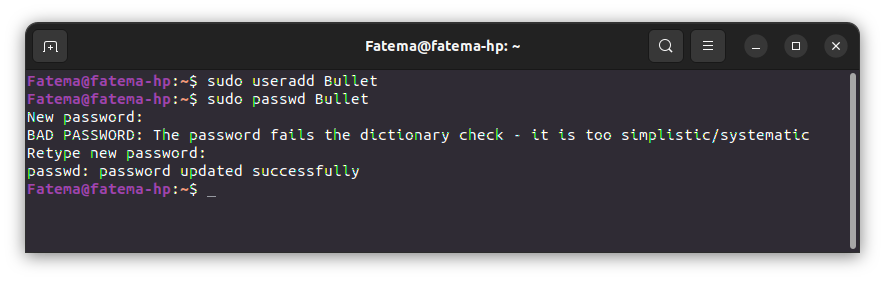 Fatema@fatema-hp: ~
Fatema@fatema-hp:~$ sudo useradd Bullet
Fatema@fatema-hp:~$ sudo passwd Bullet
New password:
BAD PASSWORD: The password fails the dictionary check - it is too simplistic/systematic
Retype new password:
passwd: password updated successfully
Fatema@fatema-hp:~$ _